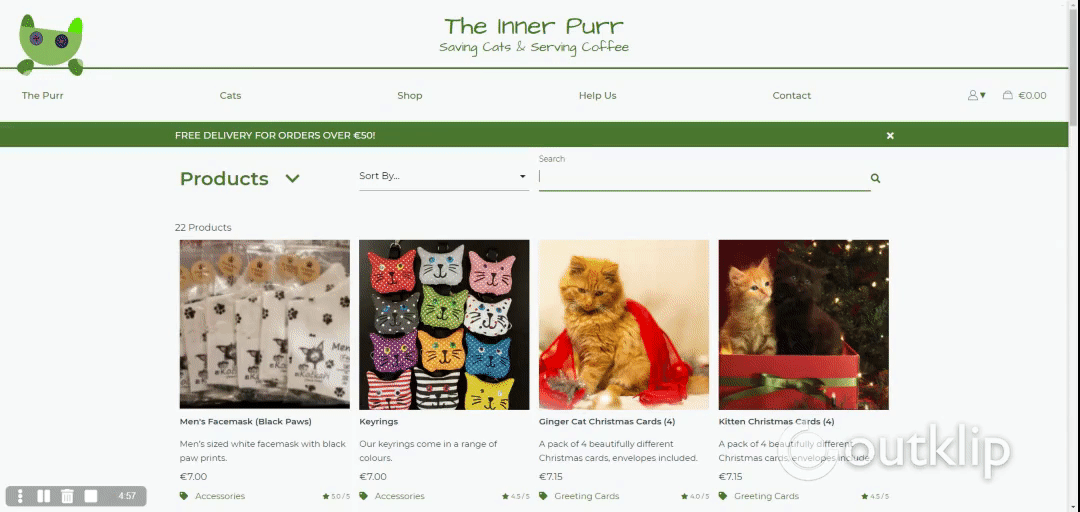 The Inner Purr
Saving Cats & Serving Coffee
The Purr
Cats
Shop
Help Us
Contact
€0.00
FREE DELIVERY FOR ORDERS OVER €50!
Products
Sort By...
Search
22 Products
Men's Facemask (Black Paws)
Men's sized white facemask with black
paw prints.
€7.00
Accessories
5.0 / 5
Keyrings
Our keyrings come in a range of
colours.
€7.00
Accessories
4.5 / 5
Ginger Cat Christmas Cards (4)
A pack of 4 beautifully different
Christmas cards, envelopes included.
€7.15
Greeting Cards
4.0 / 5
Kitten Christmas Cards (4)
A pack of 4 beautifully different
Christmas cards, envelopes include
€7.15
Greeting Cards
4.5 / 5
outklip
4:57